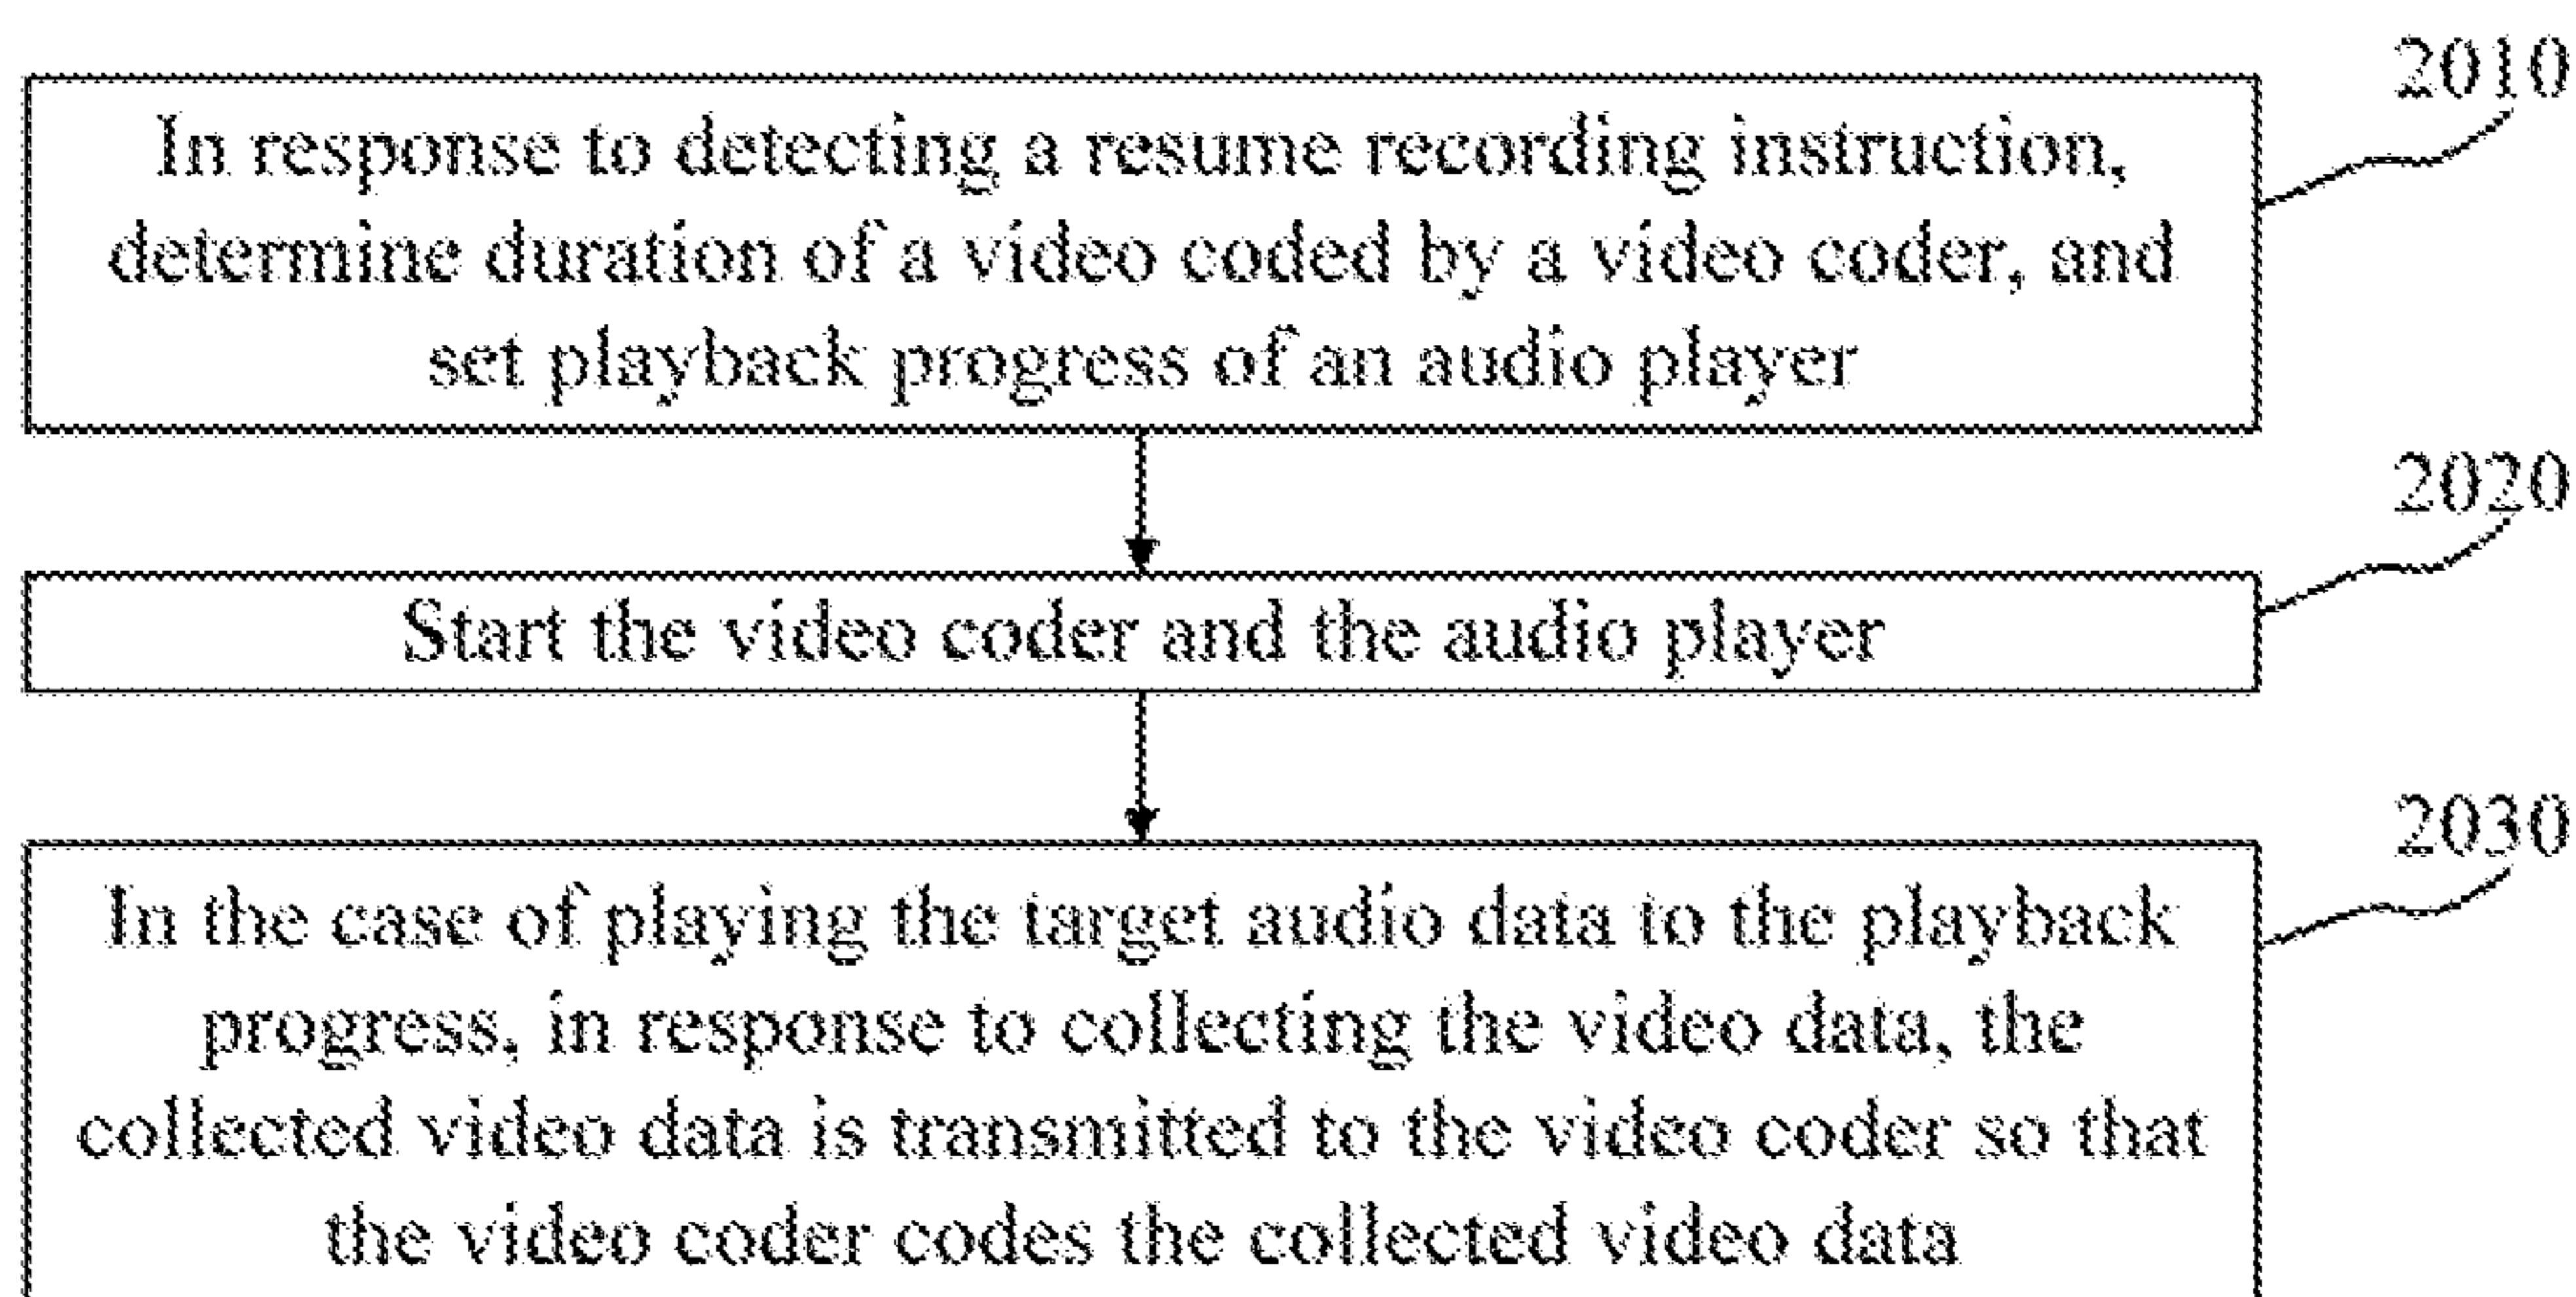 2010
In response to detecting a resume recording instruction,
determine duration of a video coded by a video coder, and
set playback progress of an audio player
2020
Start the video coder and the audio player
2030
In the case of playing the target audio data to the playback
progress, in response to collecting the video data, the
collected video data is transmitted to the video coder so that
the video coder codes the collected video data